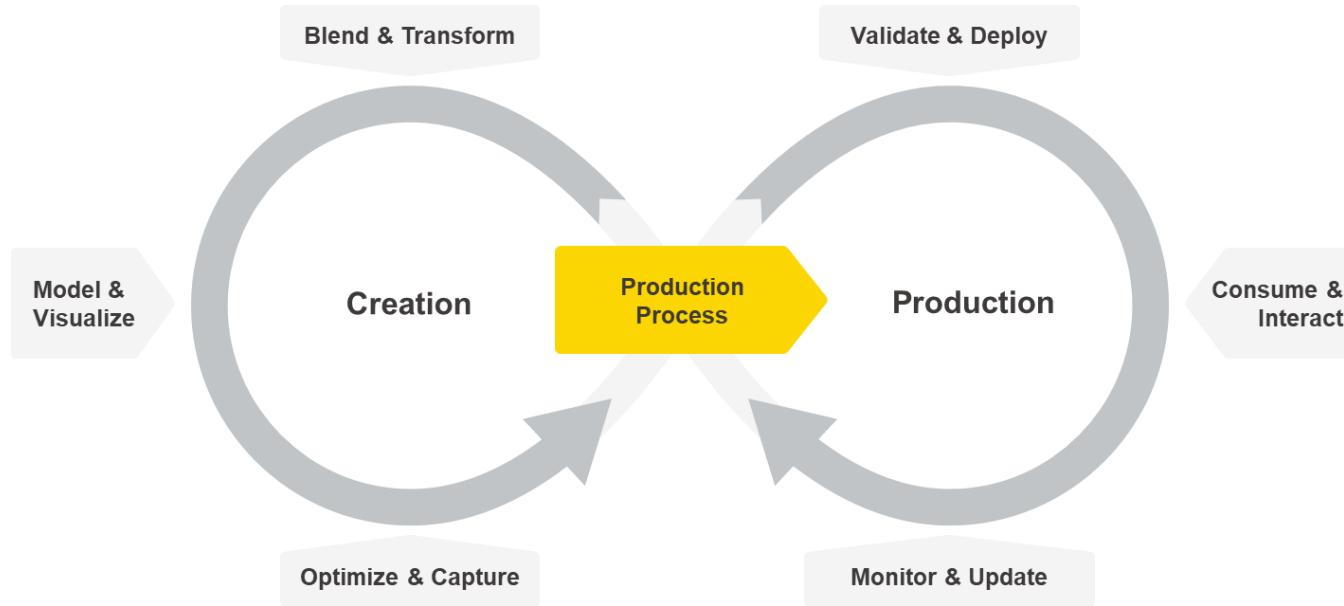 Blend & Transform
Validate & Deploy
Model &
Visualize
Creation
Production
Process
Production
Consume &
Interact
Optimize & Capture
Monitor & Update